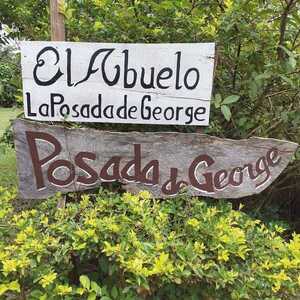 El Abuelo
La Posada de George
Posada de George